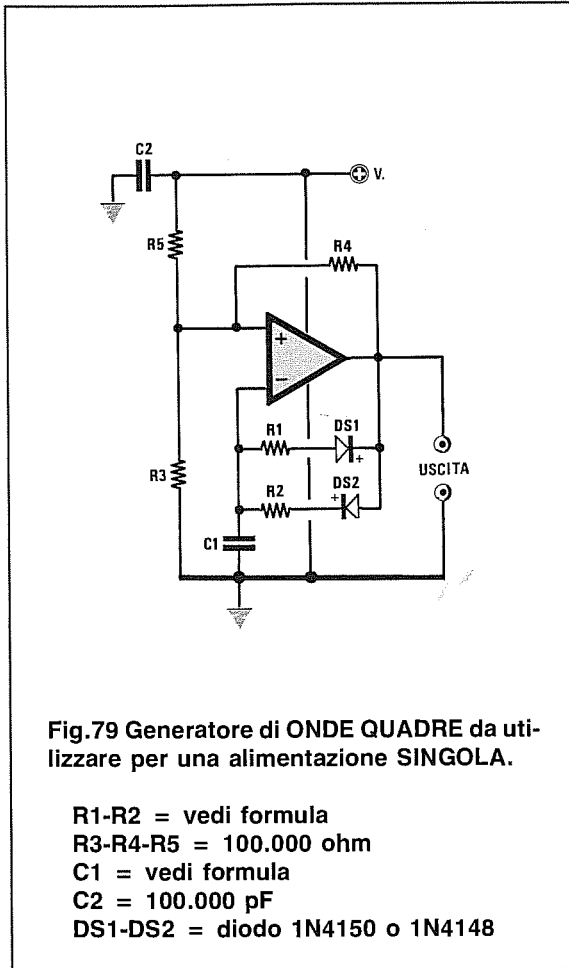 C2
V.
R5
R4
+
−
R1
DS1
+
R3
R2
+
DS2
USCITA
C1
Fig.79 Generatore di ONDE QUADRE da uti-
lizzare per una alimentazione SINGOLA.
R1-R2 = vedi formula
R3-R4-R5 = 100.000 ohm
C1 = vedi formula
C2 = 100.000 pF
DS1-DS2 = diodo 1N4150 o 1N4148